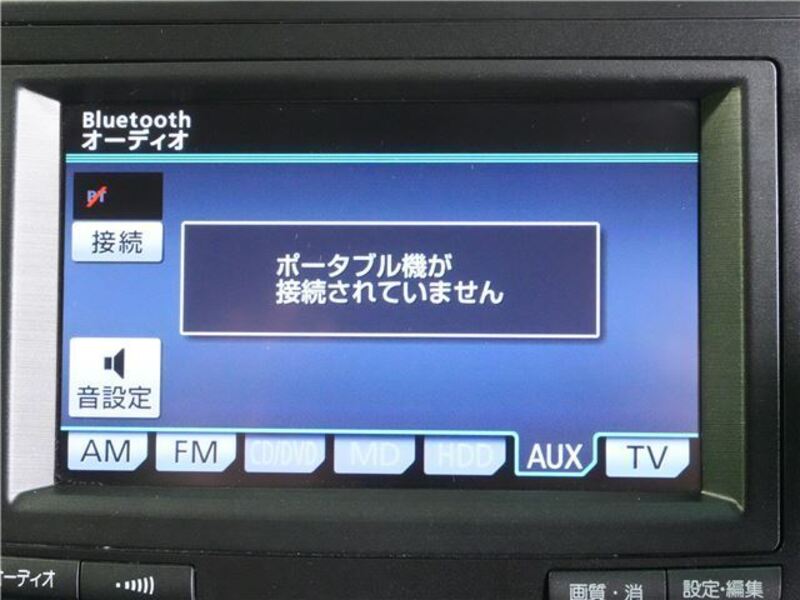 Bluetooth
オーディオ
接続
ポータブル機が
接続されていません
音設定
AM FM CD/DVD MD HDD AUX TV
オーディオ
画質・消
設定・編集